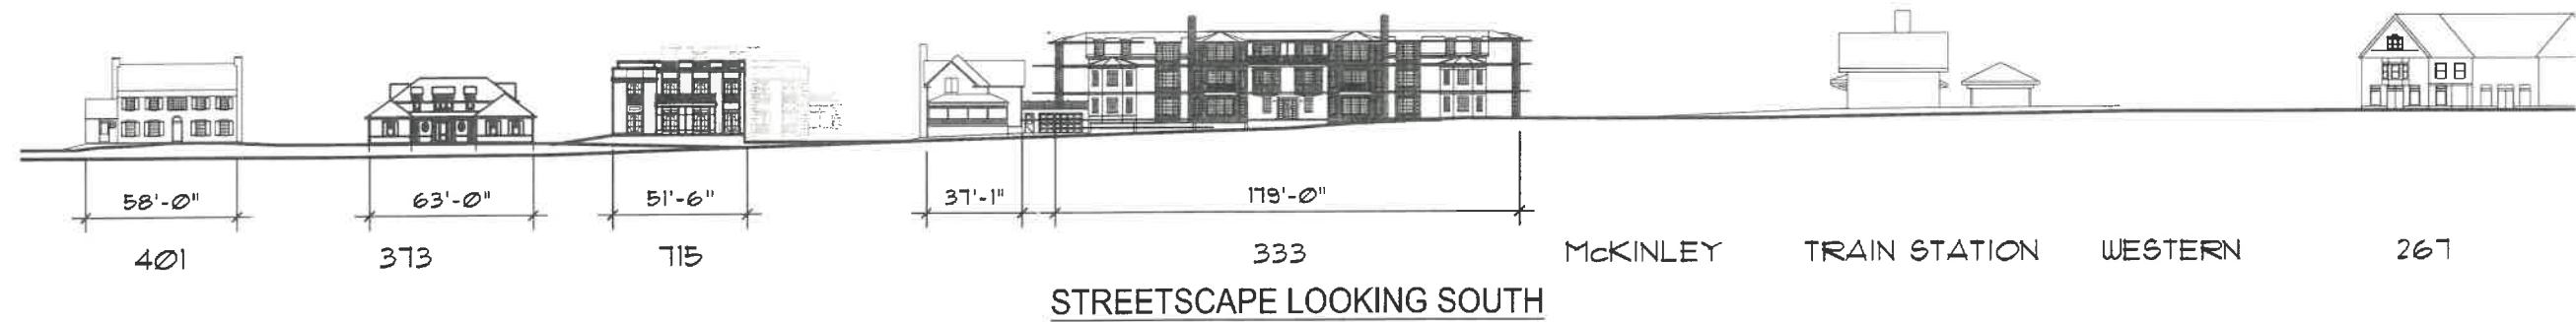 58'-0" 63'-0" 51'-6" 37'-1" 179'-0"
401 373 715 333 McKINLEY TRAIN STATION WESTERN 267
STREETSCAPE LOOKING SOUTH